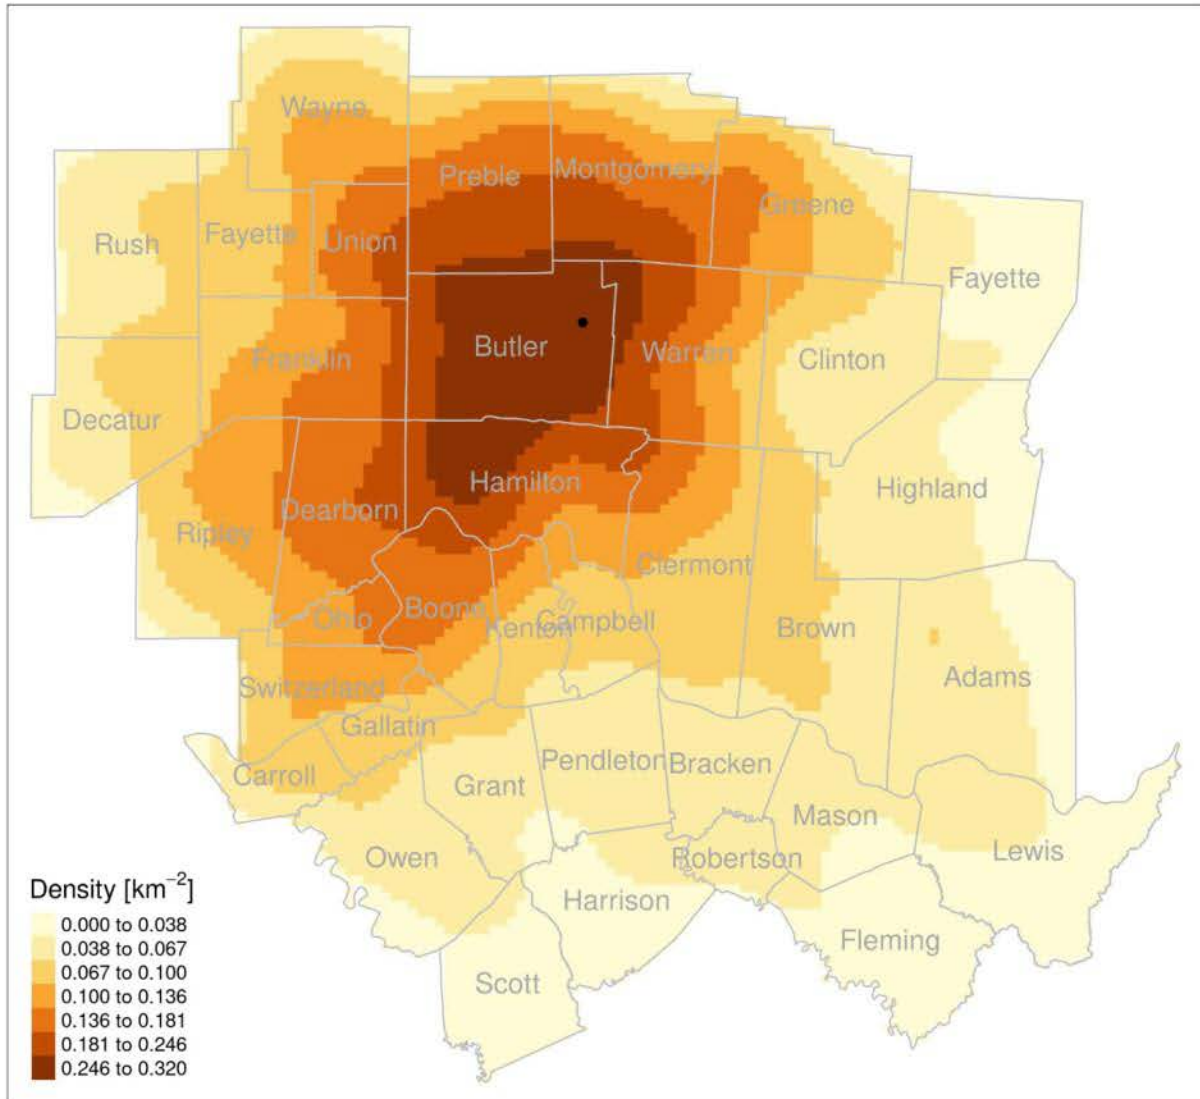 Wayne
Preble
Montgomery
Greene
Rush
Fayette
Union
Fayette
Butler
Warren
Clinton
Franklin
Decatur
Hamilton
Highland
Dearborn
Ripley
Clermont
Ohio
Boone
Kenton
Campbell
Brown
Adams
Switzerland
Gallatin
Carroll
Grant
Pendleton
Bracken
Mason
Owen
Robertson
Lewis
Harrison
Fleming
Scott
Density [km⁻²]
0.000 to 0.038
0.038 to 0.067
0.067 to 0.100
0.100 to 0.136
0.136 to 0.181
0.181 to 0.246
0.246 to 0.320